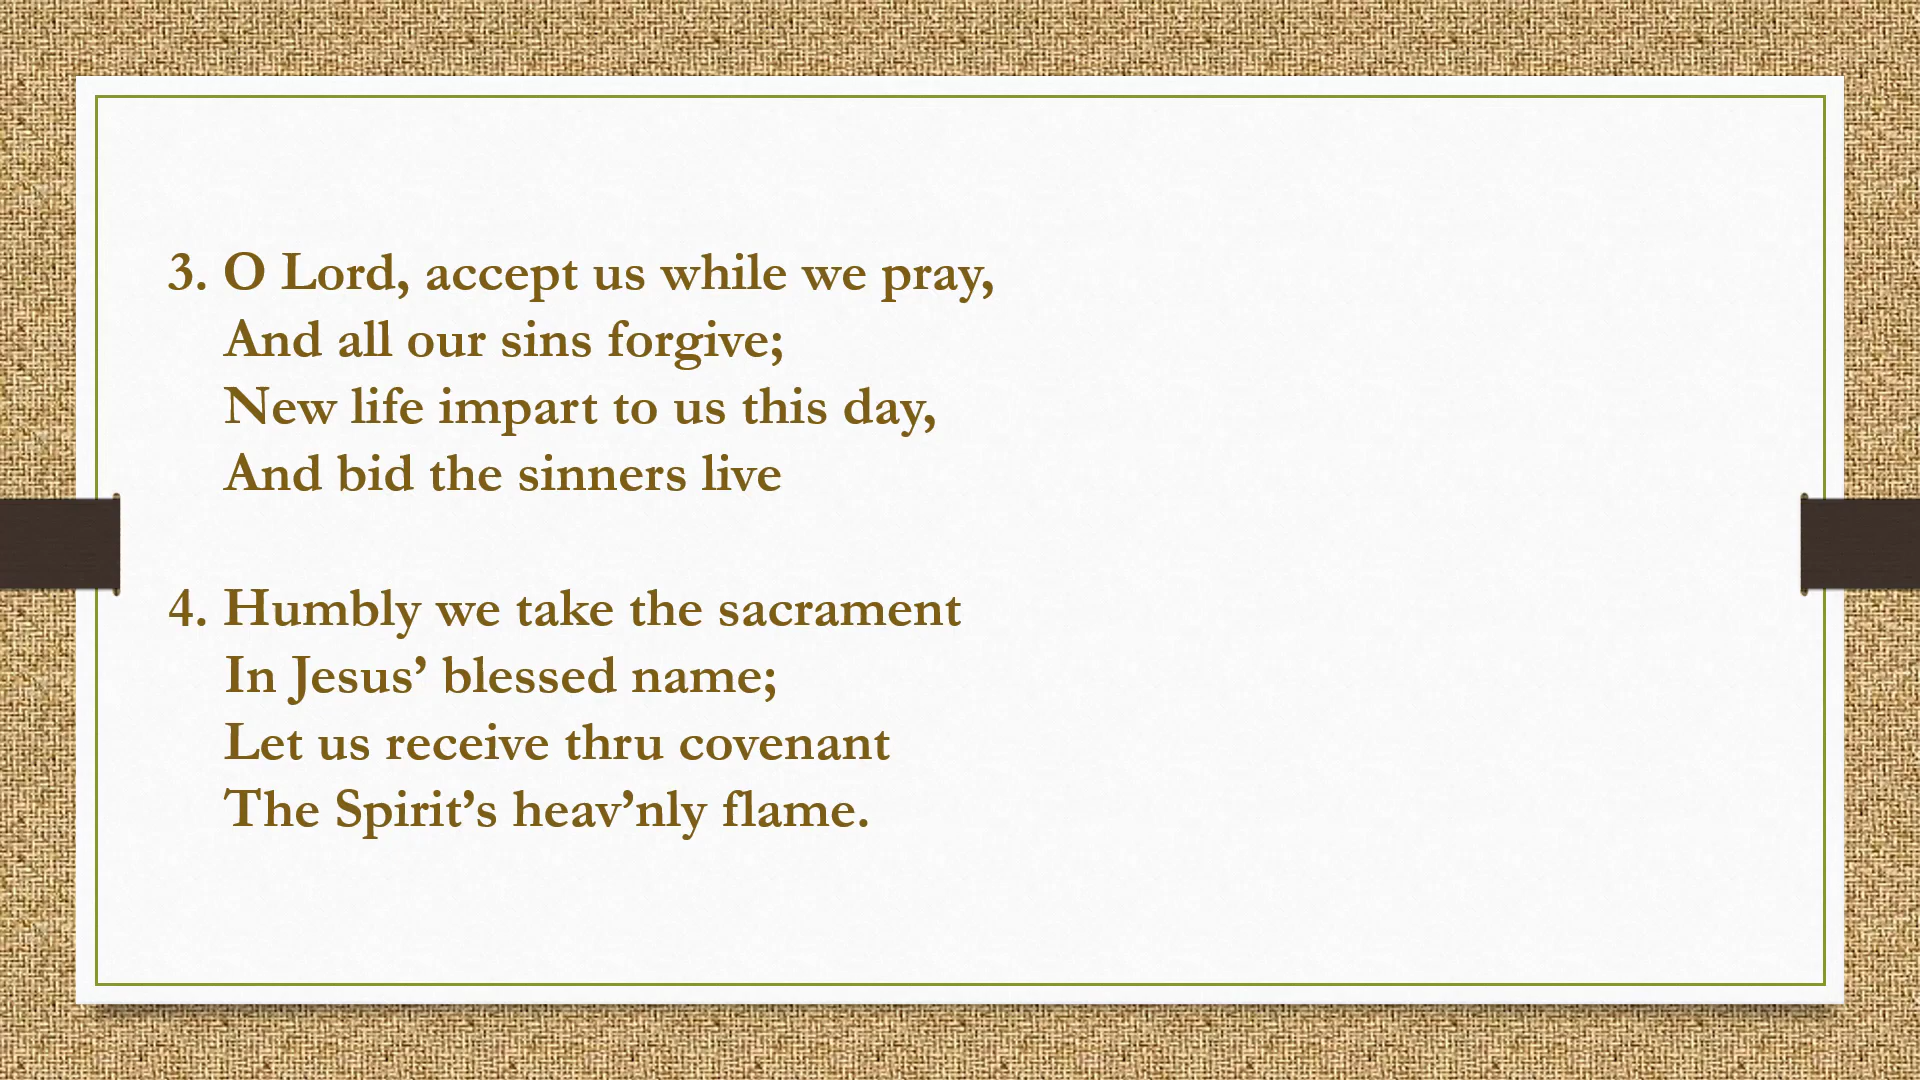 3. O Lord, accept us while we pray,
And all our sins forgive;
New life impart to us this day,
And bid the sinners live
4. Humbly we take the sacrament
In Jesus’ blessed name;
Let us receive thru covenant
The Spirit’s heav’nly flame.